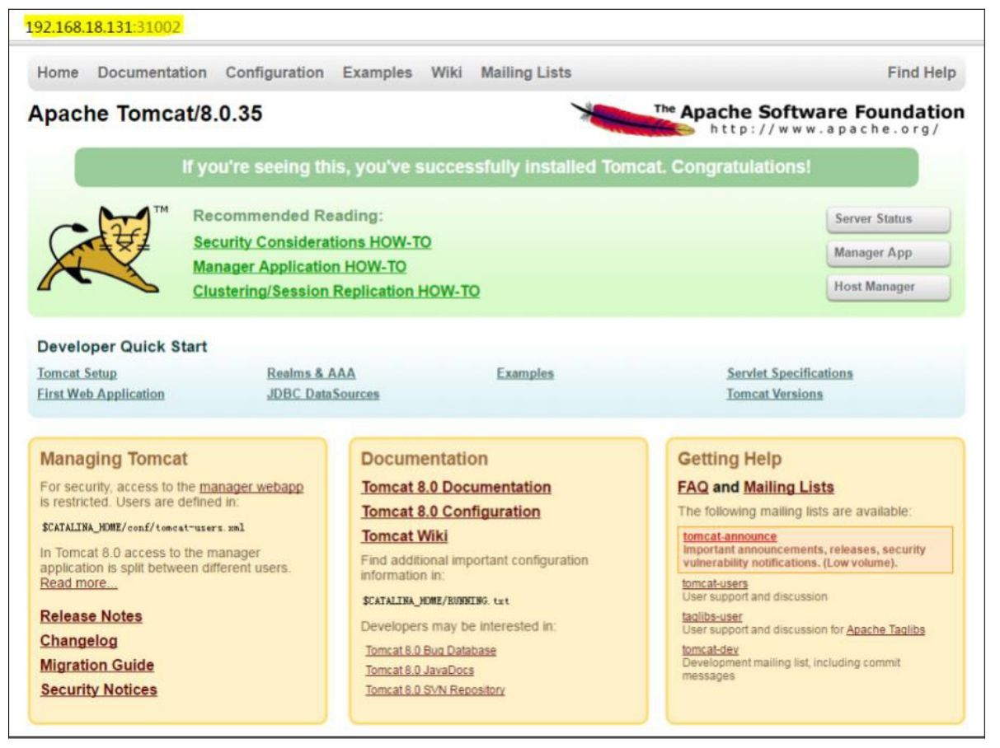 192.168.18.131:31002
Home Documentation Configuration Examples Wiki Mailing Lists Find Help
Apache Tomcat/8.0.35
The Apache Software Foundation
http://www.apache.org/
If you're seeing this, you've successfully installed Tomcat. Congratulations!
TM
Recommended Reading:
Security Considerations HOW-TO
Manager Application HOW-TO
Clustering/Session Replication HOW-TO
Server Status
Manager App
Host Manager
Developer Quick Start
Tomcat Setup
First Web Application
Realms & AAA
JDBC DataSources
Examples
Servlet Specifications
Tomcat Versions
Managing Tomcat
For security, access to the manager webapp
is restricted. Users are defined in:
$CATALINA_HOME/conf/tomcat-users.xml
In Tomcat 8.0 access to the manager
application is split between different users.
Read more...
Release Notes
Changelog
Migration Guide
Security Notices
Documentation
Tomcat 8.0 Documentation
Tomcat 8.0 Configuration
Tomcat Wiki
Find additional important configuration
information in:
$CATALINA_HOME/RUNNING.txt
Developers may be interested in:
Tomcat 8.0 Bug Database
Tomcat 8.0 JavaDocs
Tomcat 8.0 SVN Repository
Getting Help
FAQ and Mailing Lists
The following mailing lists are available:
tomcat-announce
Important announcements, releases, security
vulnerability notifications. (Low volume).
tomcat-users
User support and discussion
taglibs-user
User support and discussion for Apache Taglibs
tomcat-dev
Development mailing list, including commit
messages